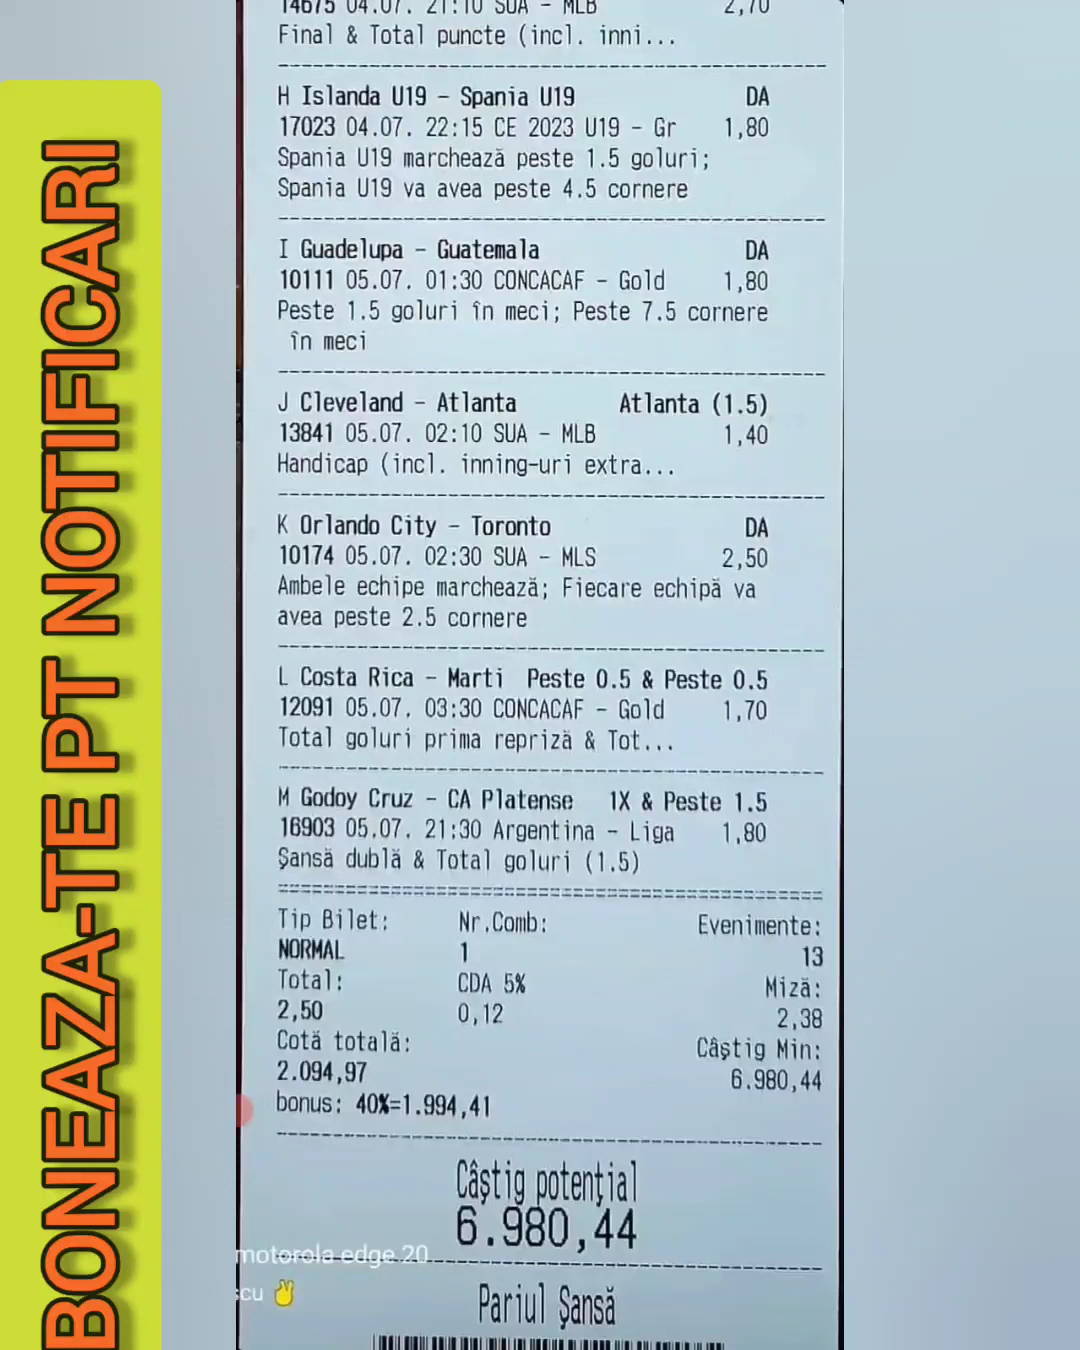 14675 04.07. 21:10 SUA - MLB 2,70
Final & Total puncte (incl. inni...
H Islanda U19 - Spania U19 DA
17023 04.07. 22:15 CE 2023 U19 - Gr 1,80
Spania U19 marchează peste 1.5 goluri;
Spania U19 va avea peste 4.5 cornere
I Guadelupa - Guatemala DA
10111 05.07. 01:30 CONCACAF - Gold 1,80
Peste 1.5 goluri în meci; Peste 7.5 cornere
în meci
J Cleveland - Atlanta Atlanta (1.5)
13841 05.07. 02:10 SUA - MLB 1,40
Handicap (incl. inning-uri extra...
K Orlando City - Toronto DA
10174 05.07. 02:30 SUA - MLS 2,50
Ambele echipe marchează; Fiecare echipă va
avea peste 2.5 cornere
L Costa Rica - Marti Peste 0.5 & Peste 0.5
12091 05.07. 03:30 CONCACAF - Gold 1,70
Total goluri prima repriză & Tot...
M Godoy Cruz - CA Platense 1X & Peste 1.5
16903 05.07. 21:30 Argentina - Liga 1,80
Şansă dublă & Total goluri (1.5)
Tip Bilet: Nr.Comb: Evenimente:
NORMAL 1 13
Total: CDA 5% Miză:
2,50 0,12 2,38
Cotă totală: Câştig Min:
2.094,97 6.980,44
bonus: 40%=1.994,41
Câştig potenţial
6.980,44
Pariul Şansă
motorola edge 20
scu ✌
BONEAZA-TE PT NOTIFICARI